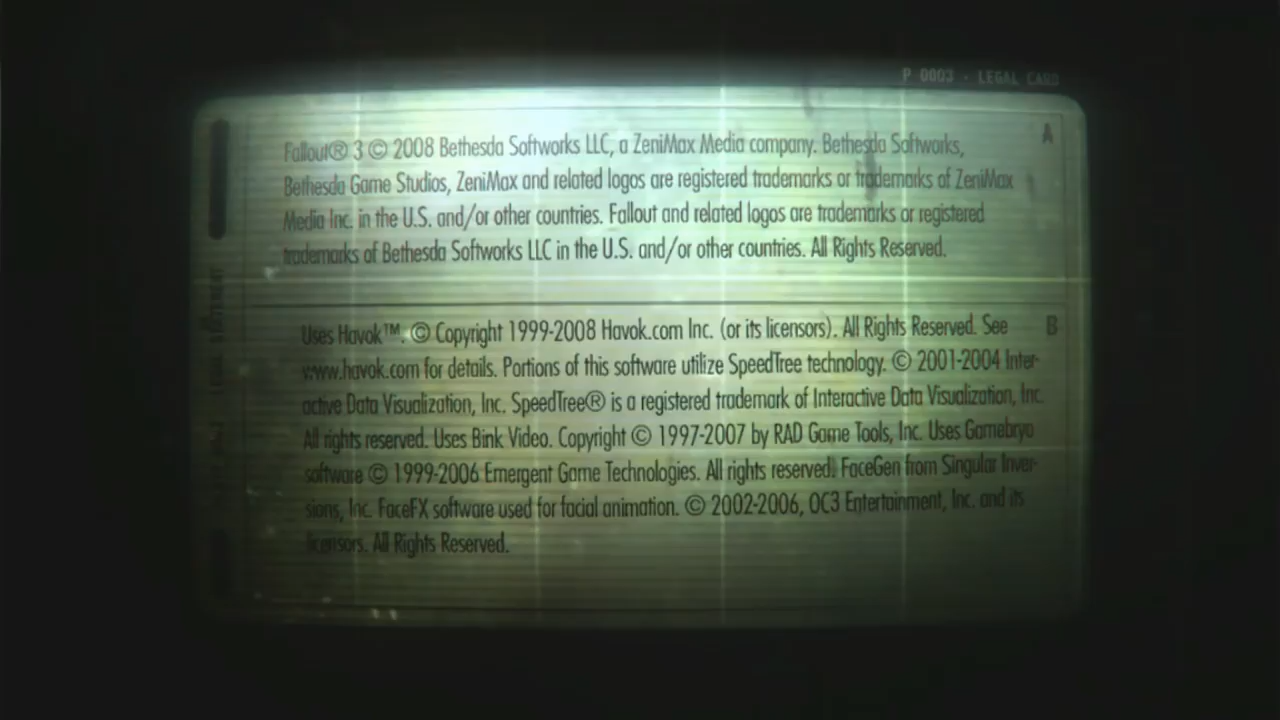 P 0003 - LEGAL CARD
A
Fallout® 3 © 2008 Bethesda Softworks LLC, a ZeniMax Media company. Bethesda Softworks,
Bethesda Game Studios, ZeniMax and related logos are registered trademarks or trademarks of ZeniMax
Media Inc. in the U.S. and/or other countries. Fallout and related logos are trademarks or registered
trademarks of Bethesda Softworks LLC in the U.S. and/or other countries. All Rights Reserved.
B
Uses Havok™. © Copyright 1999-2008 Havok.com Inc. (or its licensors). All Rights Reserved. See
www.havok.com for details. Portions of this software utilize SpeedTree technology. © 2001-2004 Inter-
active Data Visualization, Inc. SpeedTree® is a registered trademark of Interactive Data Visualization, Inc.
All rights reserved. Uses Bink Video. Copyright © 1997-2007 by RAD Game Tools, Inc. Uses Gamebryo
software © 1999-2006 Emergent Game Technologies. All rights reserved. FaceGen from Singular Inver-
sions, Inc. FaceFX software used for facial animation. © 2002-2006, OC3 Entertainment, Inc. and its
licensors. All Rights Reserved.